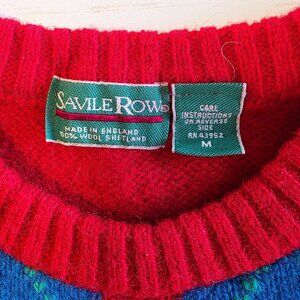 SAVILE ROW®
MADE IN ENGLAND
100% WOOL SHETLAND
CARE
INSTRUCTIONS
ON REVERSE
SIDE
RN 43952
M